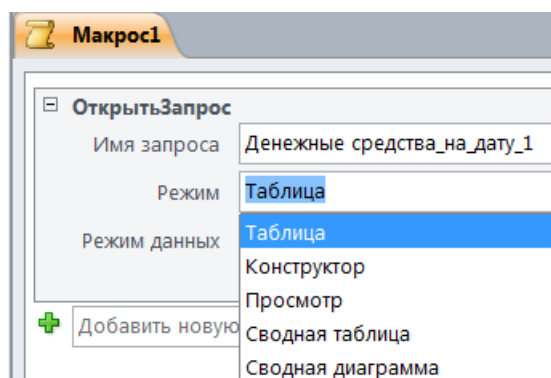 Макрос1
ОткрытьЗапрос
Имя запроса Денежные средства_на_дату_1
Режим Таблица
Режим данных Таблица
Конструктор
Просмотр
Добавить новую Сводная таблица
Сводная диаграмма